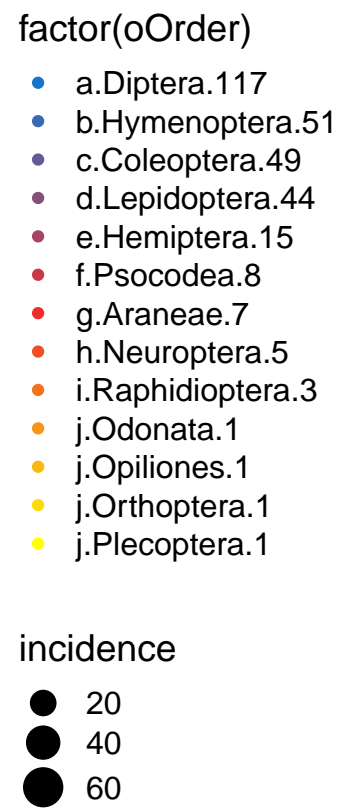 factor(oOrder)
a.Diptera.117
b.Hymenoptera.51
c.Coleoptera.49
d.Lepidoptera.44
e.Hemiptera.15
f.Psocodea.8
g.Araneae.7
h.Neuroptera.5
i.Raphidioptera.3
j.Odonata.1
j.Opiliones.1
j.Orthoptera.1
j.Plecoptera.1
incidence
20
40
60